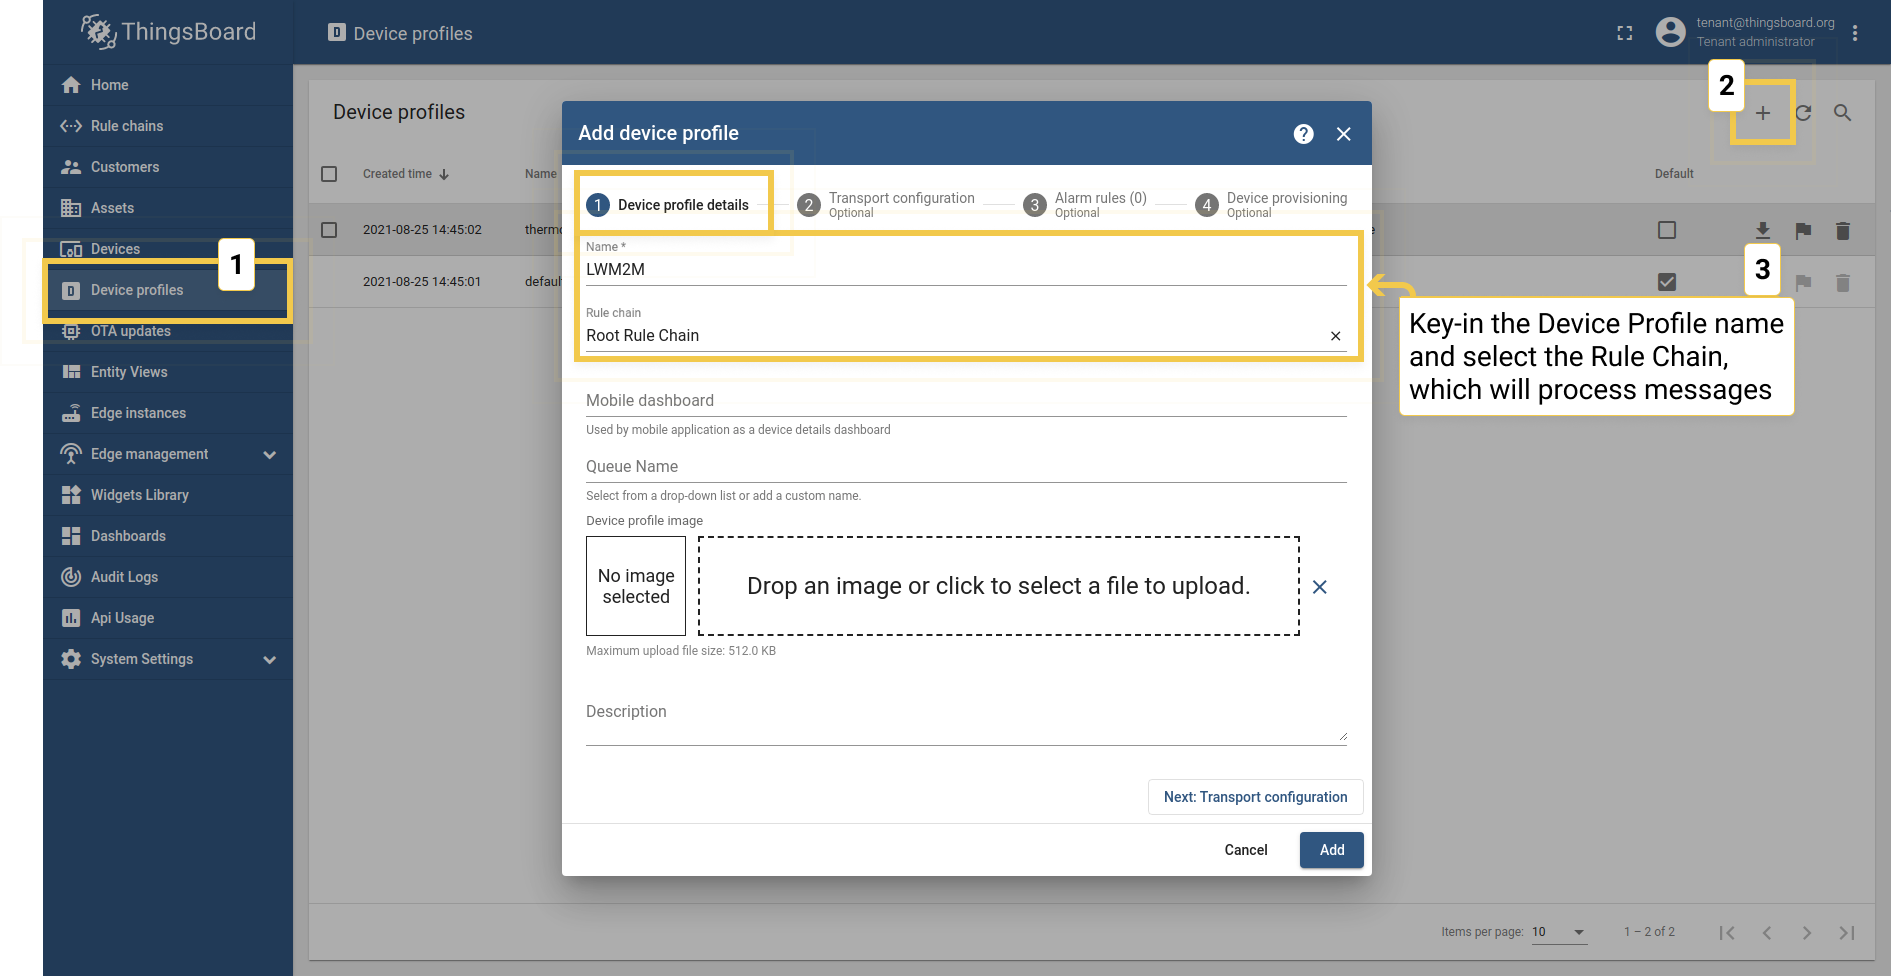 ThingsBoard
Device profiles
tenant@thingsboard.org
Tenant administrator
Home
Rule chains
Customers
Assets
Devices
1
Device profiles
OTA updates
Entity Views
Edge instances
Edge management
Widgets Library
Dashboards
Audit Logs
Api Usage
System Settings
Device profiles
2
Created time
Name
Default
2021-08-25 14:45:02
2021-08-25 14:45:01
Add device profile
1 Device profile details
2 Transport configuration
Optional
3 Alarm rules (0)
Optional
4 Device provisioning
Optional
Name *
LWM2M
Rule chain
Root Rule Chain
3
Key-in the Device Profile name
and select the Rule Chain,
which will process messages
Mobile dashboard
Used by mobile application as a device details dashboard
Queue Name
Select from a drop-down list or add a custom name.
Device profile image
No image
selected
Drop an image or click to select a file to upload.
Maximum upload file size: 512.0 KB
Description
Next: Transport configuration
Cancel
Add
Items per page: 10
1 – 2 of 2